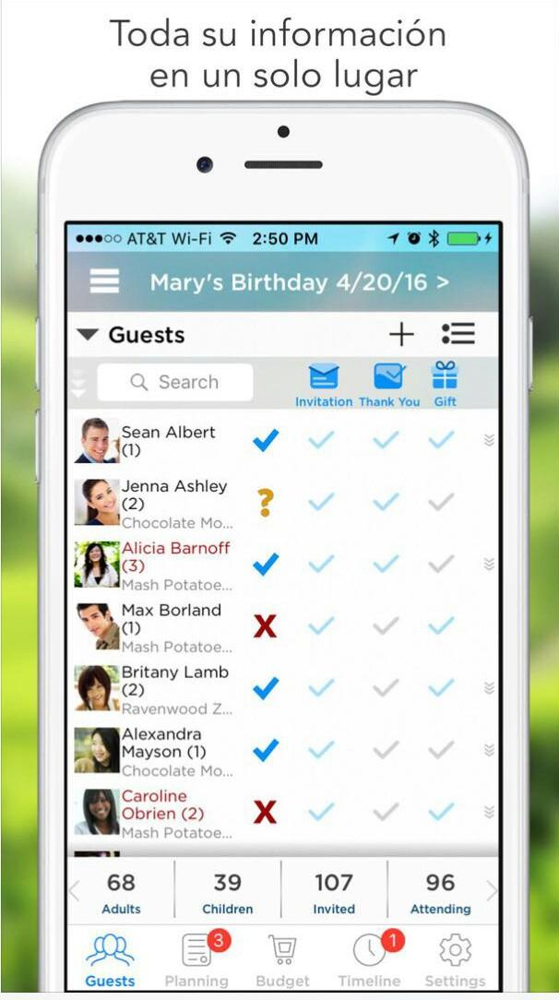 Toda su información
en un solo lugar
AT&T Wi-Fi 2:50 PM
Mary's Birthday 4/20/16 >
Guests
Search
Invitation Thank You Gift
Sean Albert
(1)
Jenna Ashley
(2)
Chocolate Mo...
Alicia Barnoff
(3)
Mash Potatoe...
Max Borland
(1)
Mash Potatoe...
Britany Lamb
(2)
Ravenwood Z...
Alexandra
Mayson (1)
Chocolate Mo...
Caroline
Obrien (2)
Mash Potatoe...
68 39 107 96
Adults Children Invited Attending
3 1
Guests Planning Budget Timeline Settings